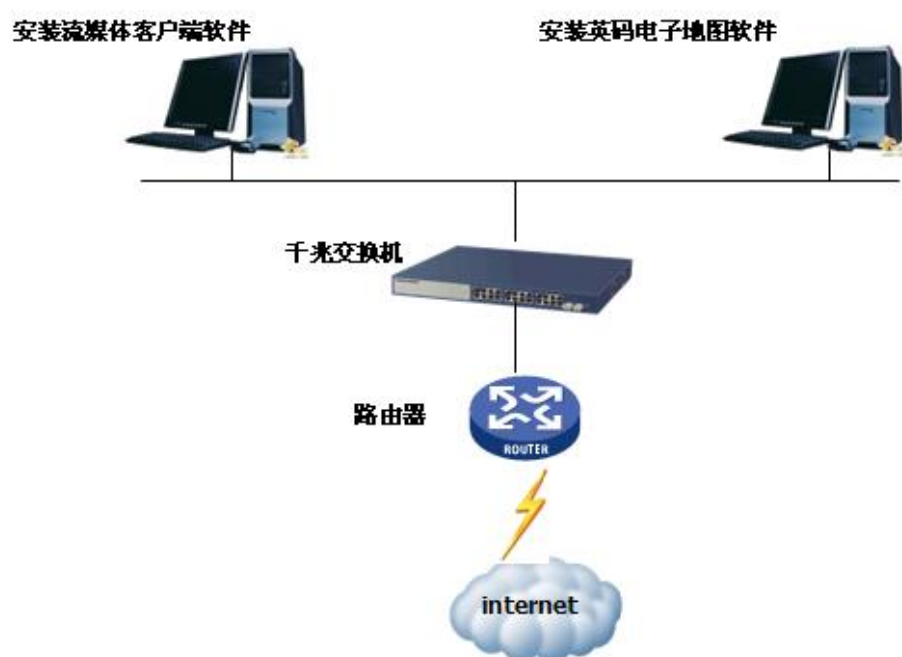 安装流媒体客户端软件
安装英码电子地图软件
千兆交换机
路由器
ROUTER
internet